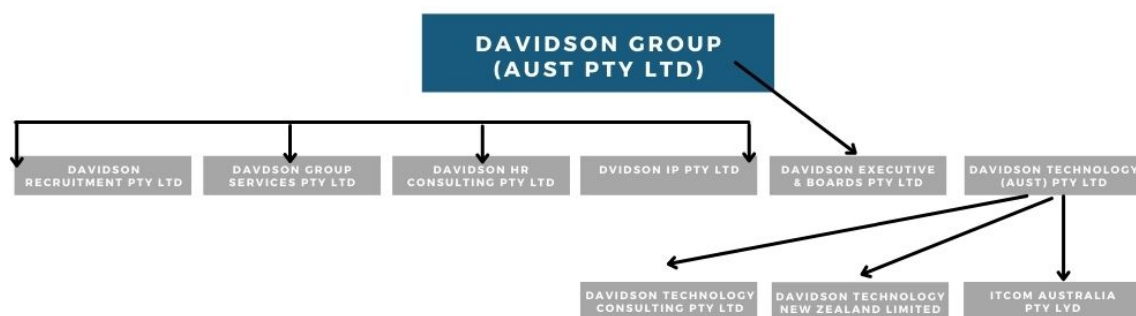 DAVIDSON GROUP
(AUST PTY LTD)
DAVIDSON
RECRUITMENT PTY LTD
DAVDSON GROUP
SERVICES PTY LTD
DAVIDSON HR
CONSULTING PTY LTD
DVIDSON IP PTY LTD
DAVIDSON EXECUTIVE
& BOARDS PTY LTD
DAVIDSON TECHNOLOGY
(AUST) PTY LTD
DAVIDSON TECHNOLOGY
CONSULTING PTY LTD
DAVIDSON TECHNOLOGY
NEW ZEALAND LIMITED
ITCOM AUSTRALIA
PTY LYD